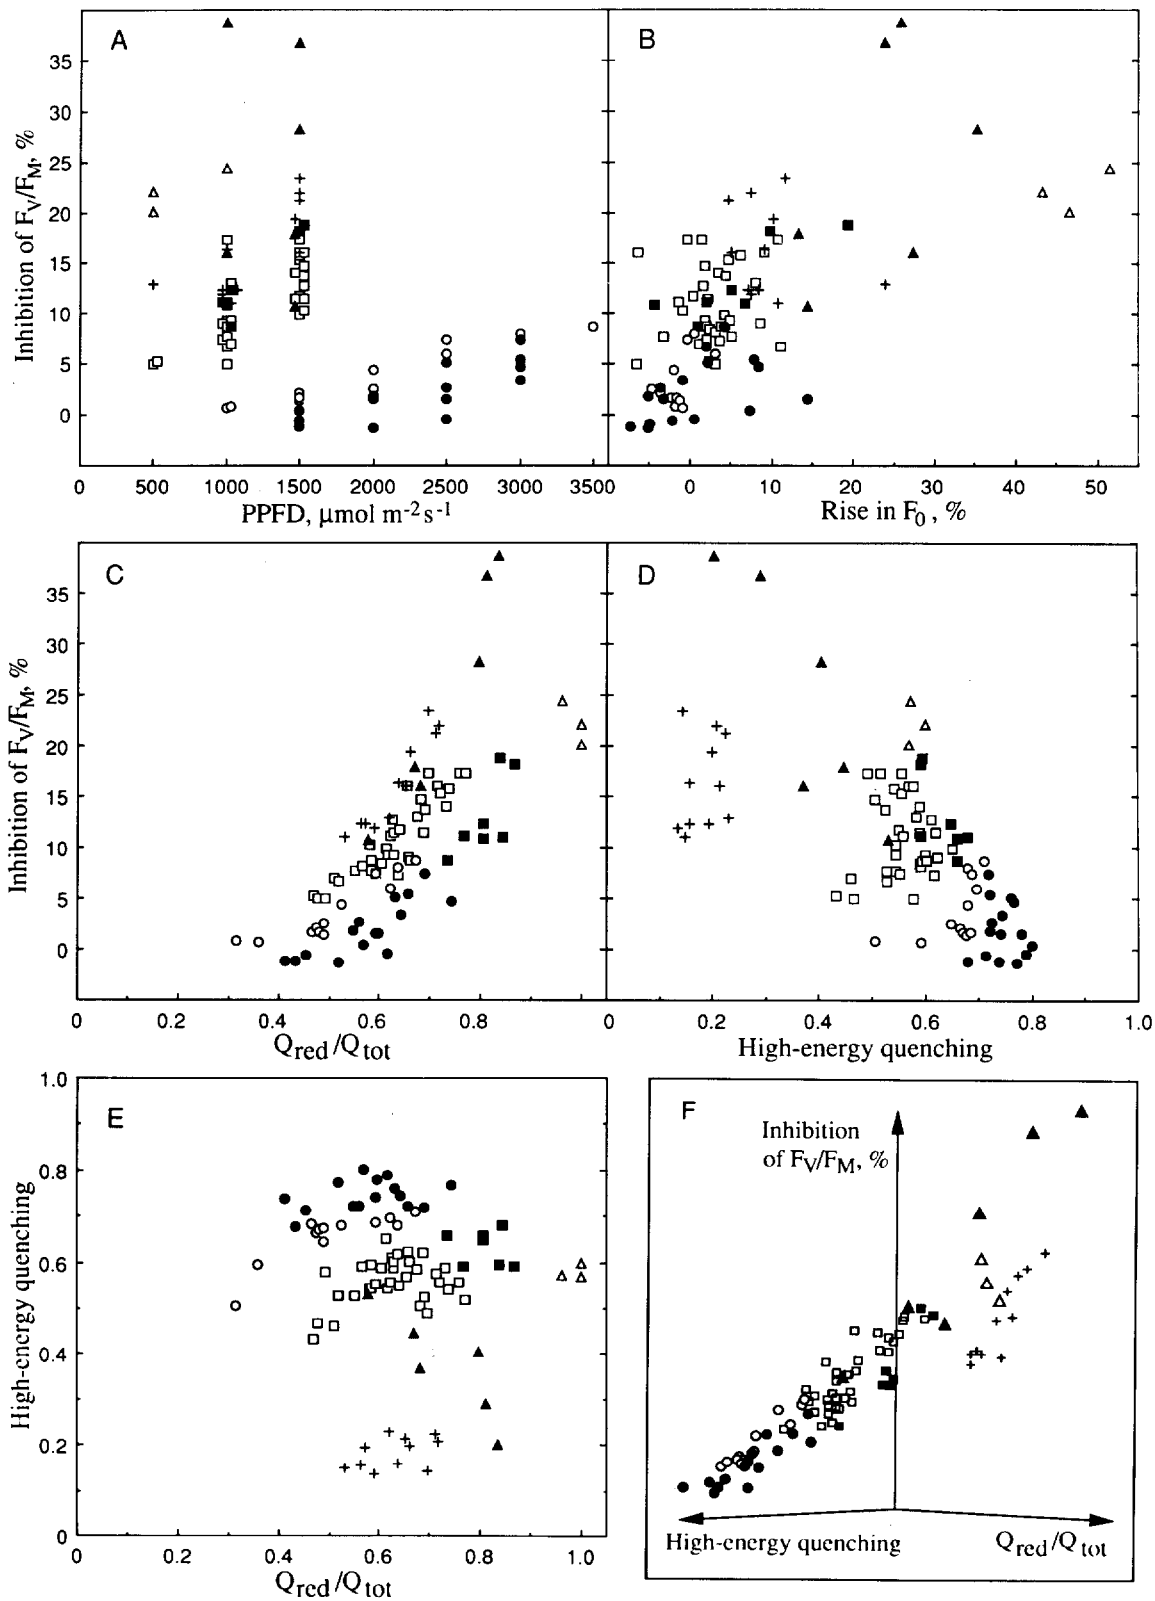 A
B
35
30
25
20
15
10
5
0
Inhibition of FV/FM, %
0 500 1000 1500 2000 2500 3000 3500
PPFD, μmol m-2s-1
0 10 20 30 40 50 60
Rise in F0, %
C
D
35
30
25
20
15
10
5
0
Inhibition of FV/FM, %
0 0.2 0.4 0.6 0.8 0
Qred/Qtot
0.2 0.4 0.6 0.8 1.0
High-energy quenching
E
1.0
0.8
0.6
0.4
0.2
0
High-energy quenching
0 0.2 0.4 0.6 0.8 1.0
Qred/Qtot
F
Inhibition
of FV/FM, %
High-energy quenching
Qred/Qtot